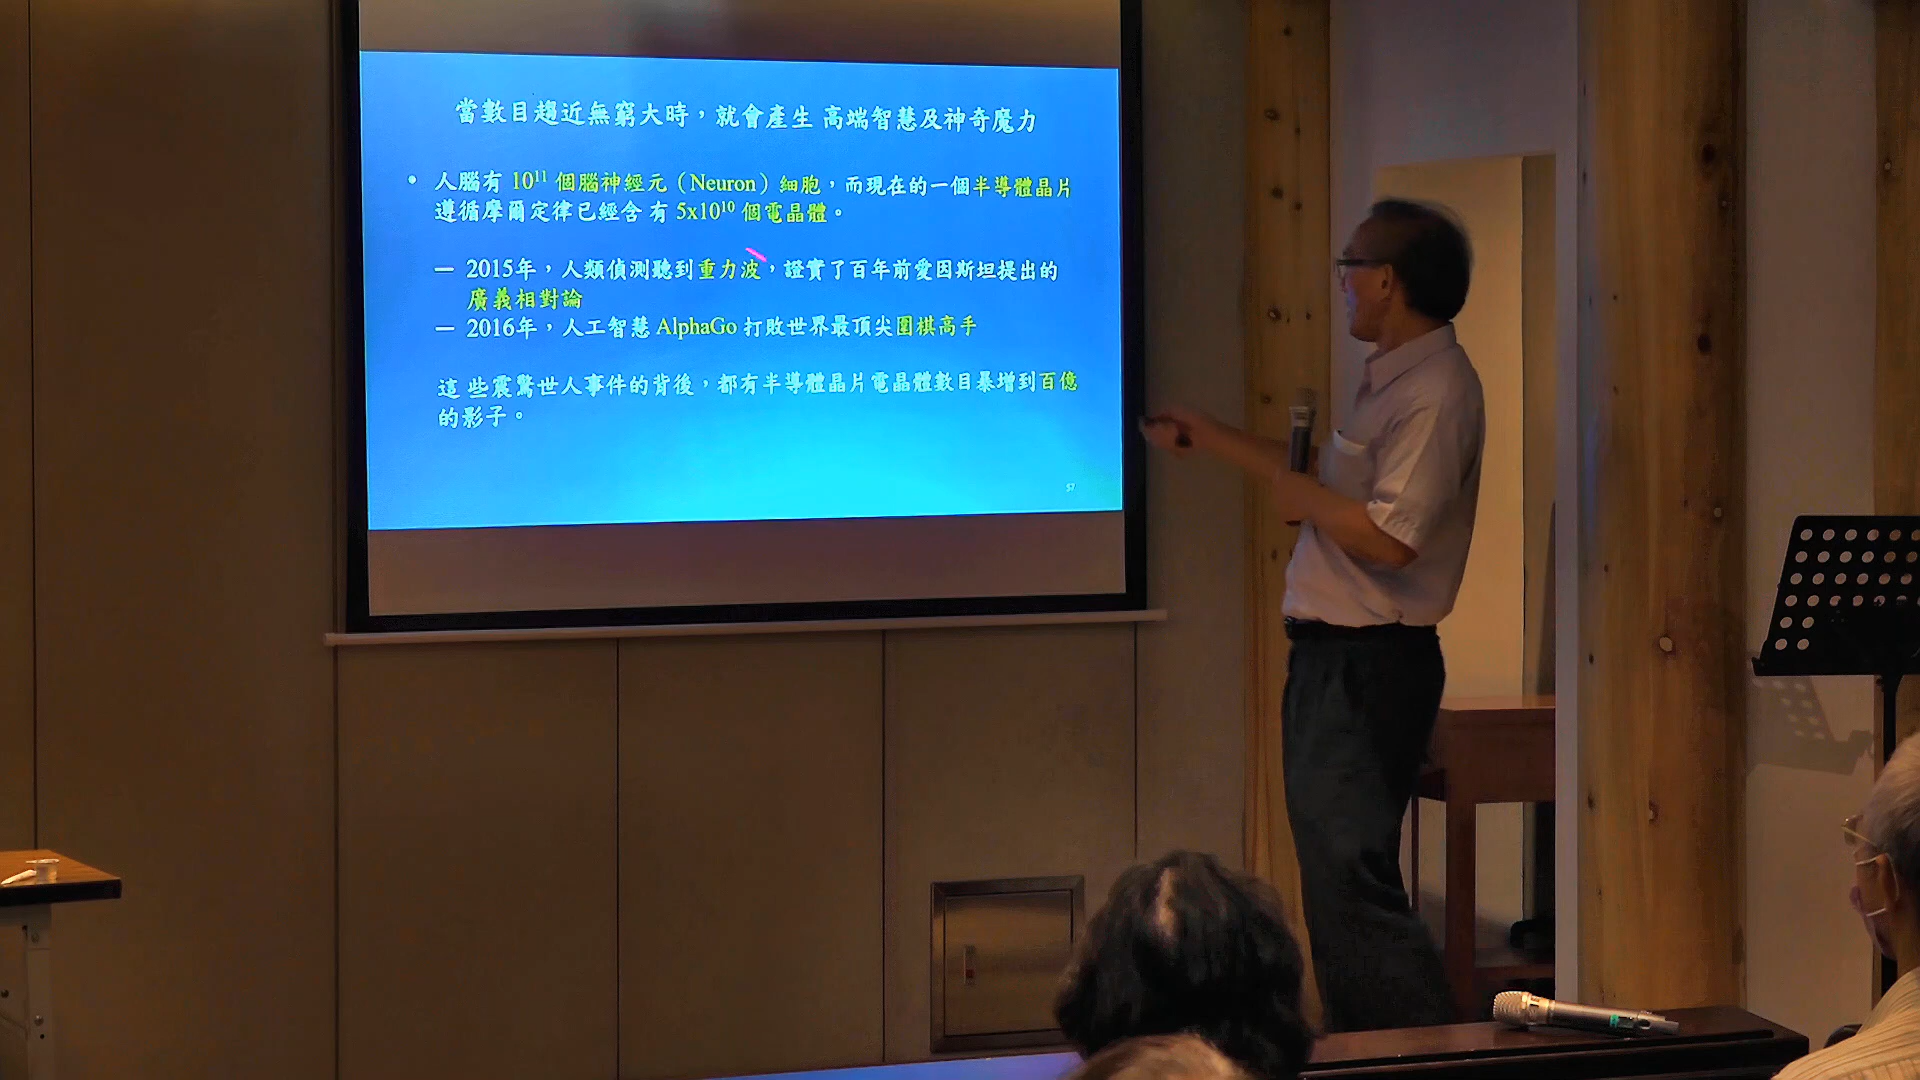 當數目趨近無窮大時，就會產生 高端智慧及神奇魔力
• 人腦有 10¹¹ 個腦神經元（Neuron）細胞，而現在的一個半導體晶片
遵循摩爾定律已經含 有 5x10¹⁰ 個電晶體。
— 2015年，人類偵測聽到重力波，證實了百年前愛因斯坦提出的
廣義相對論
— 2016年，人工智慧 AlphaGo 打敗世界最頂尖圍棋高手
這 些震驚世人事件的背後，都有半導體晶片電晶體數目暴增到百億
的影子。
57